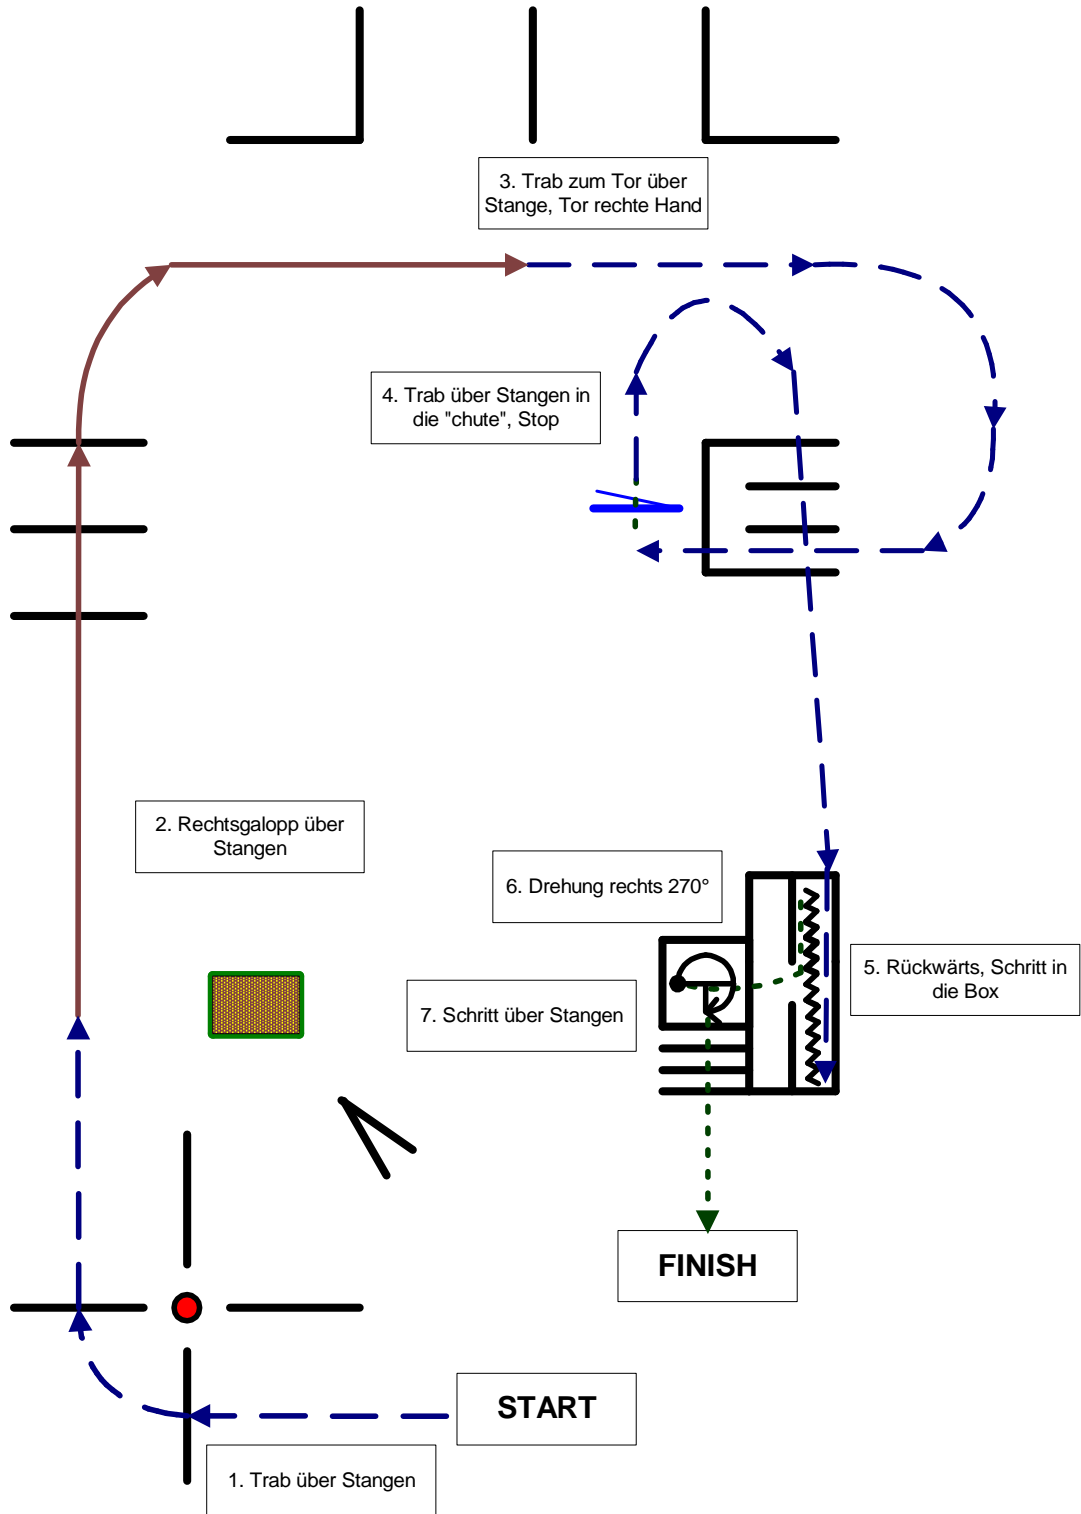 3. Trab zum Tor über
Stange, Tor rechte Hand
4. Trab über Stangen in
die "chute", Stop
2. Rechtsgalopp über
Stangen
6. Drehung rechts 270°
5. Rückwärts, Schritt in
die Box
7. Schritt über Stangen
FINISH
START
1. Trab über Stangen